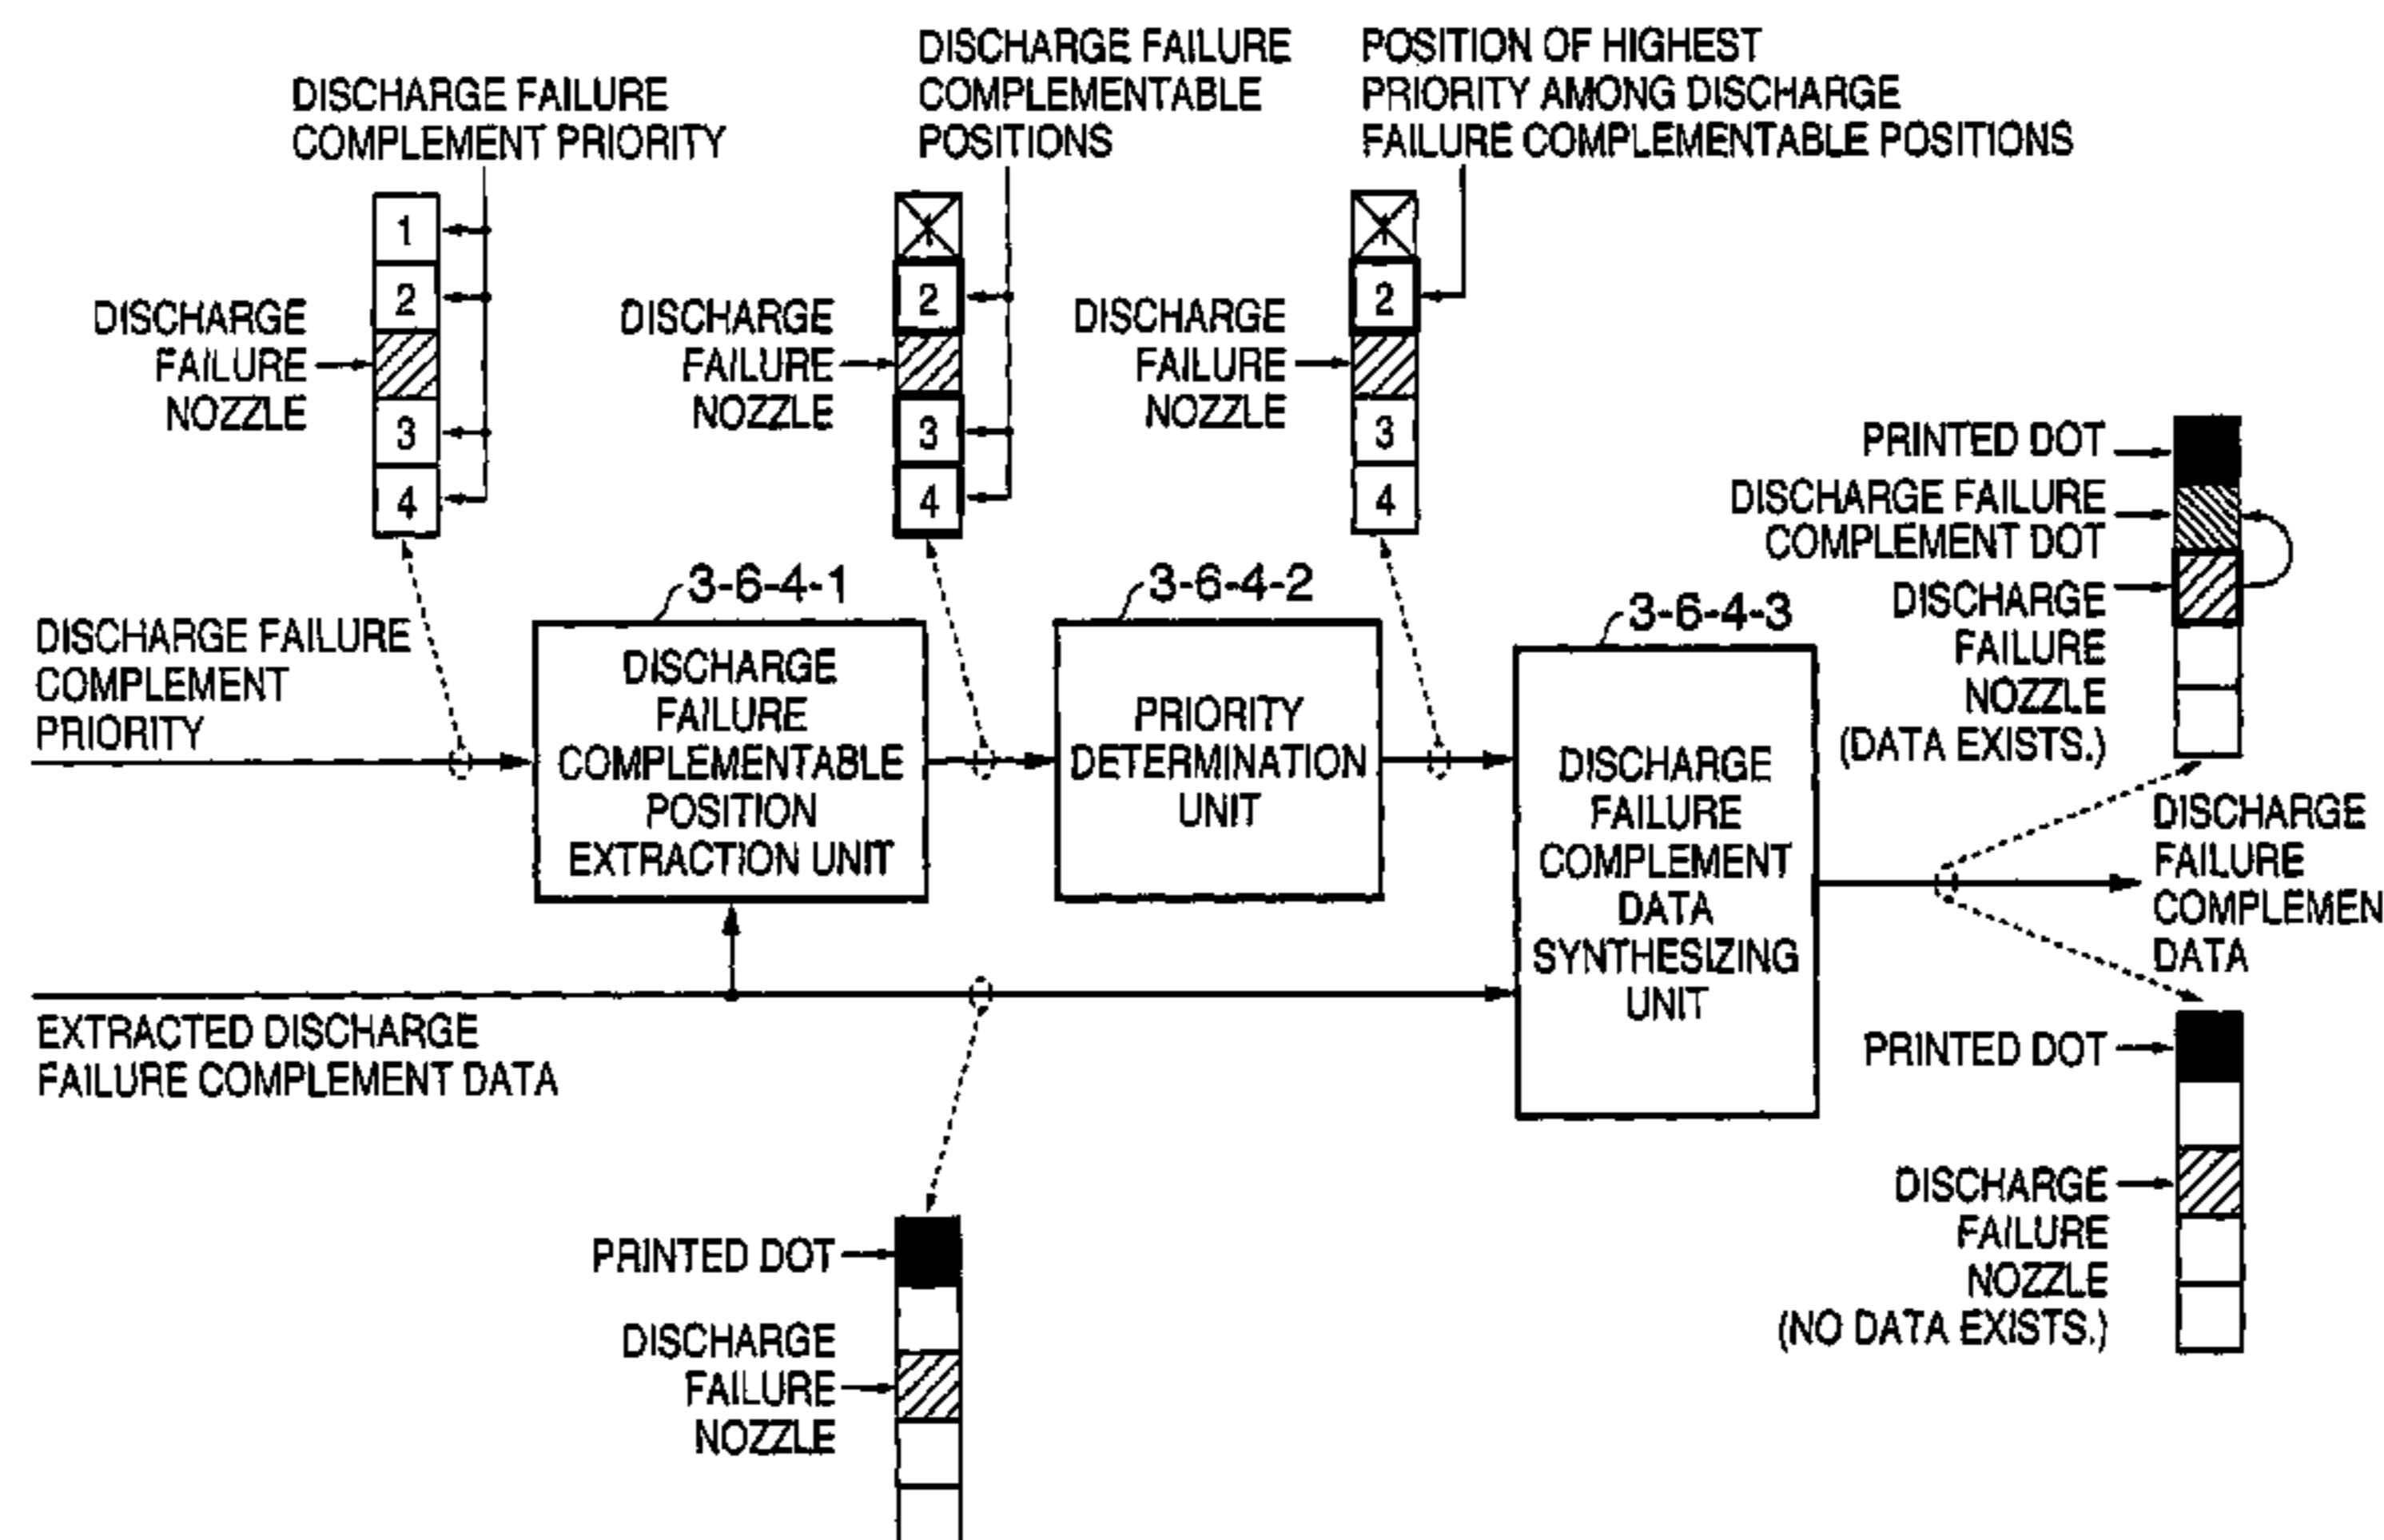 DISCHARGE FAILURE
COMPLEMENT PRIORITY
DISCHARGE FAILURE
COMPLEMENTABLE
POSITIONS
POSITION OF HIGHEST
PRIORITY AMONG DISCHARGE
FAILURE COMPLEMENTABLE POSITIONS
1
2
3
4
DISCHARGE
FAILURE
NOZZLE
1
2
3
4
DISCHARGE
FAILURE
NOZZLE
1
2
3
4
DISCHARGE
FAILURE
NOZZLE
PRINTED DOT
DISCHARGE FAILURE
COMPLEMENT DOT
DISCHARGE
FAILURE
NOZZLE
(DATA EXISTS.)
DISCHARGE FAILURE
COMPLEMENT
PRIORITY
3-6-4-1
DISCHARGE
FAILURE
COMPLEMENTABLE
POSITION
EXTRACTION UNIT
3-6-4-2
PRIORITY
DETERMINATION
UNIT
3-6-4-3
DISCHARGE
FAILURE
COMPLEMENT
DATA
SYNTHESIZING
UNIT
DISCHARGE
FAILURE
COMPLEMEN
DATA
EXTRACTED DISCHARGE
FAILURE COMPLEMENT DATA
PRINTED DOT
DISCHARGE
FAILURE
NOZZLE
PRINTED DOT
DISCHARGE
FAILURE
NOZZLE
(NO DATA EXISTS.)